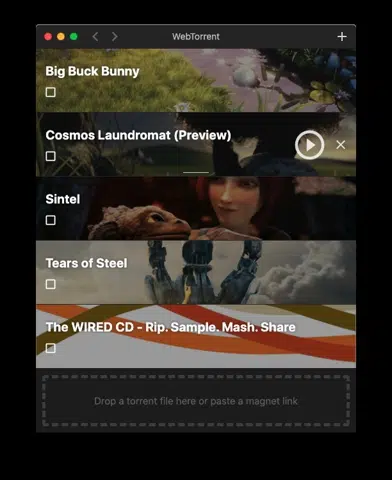 WebTorrent
Big Buck Bunny
Cosmos Laundromat (Preview)
Sintel
Tears of Steel
The WIRED CD - Rip. Sample. Mash. Share
Drop a torrent file here or paste a magnet link